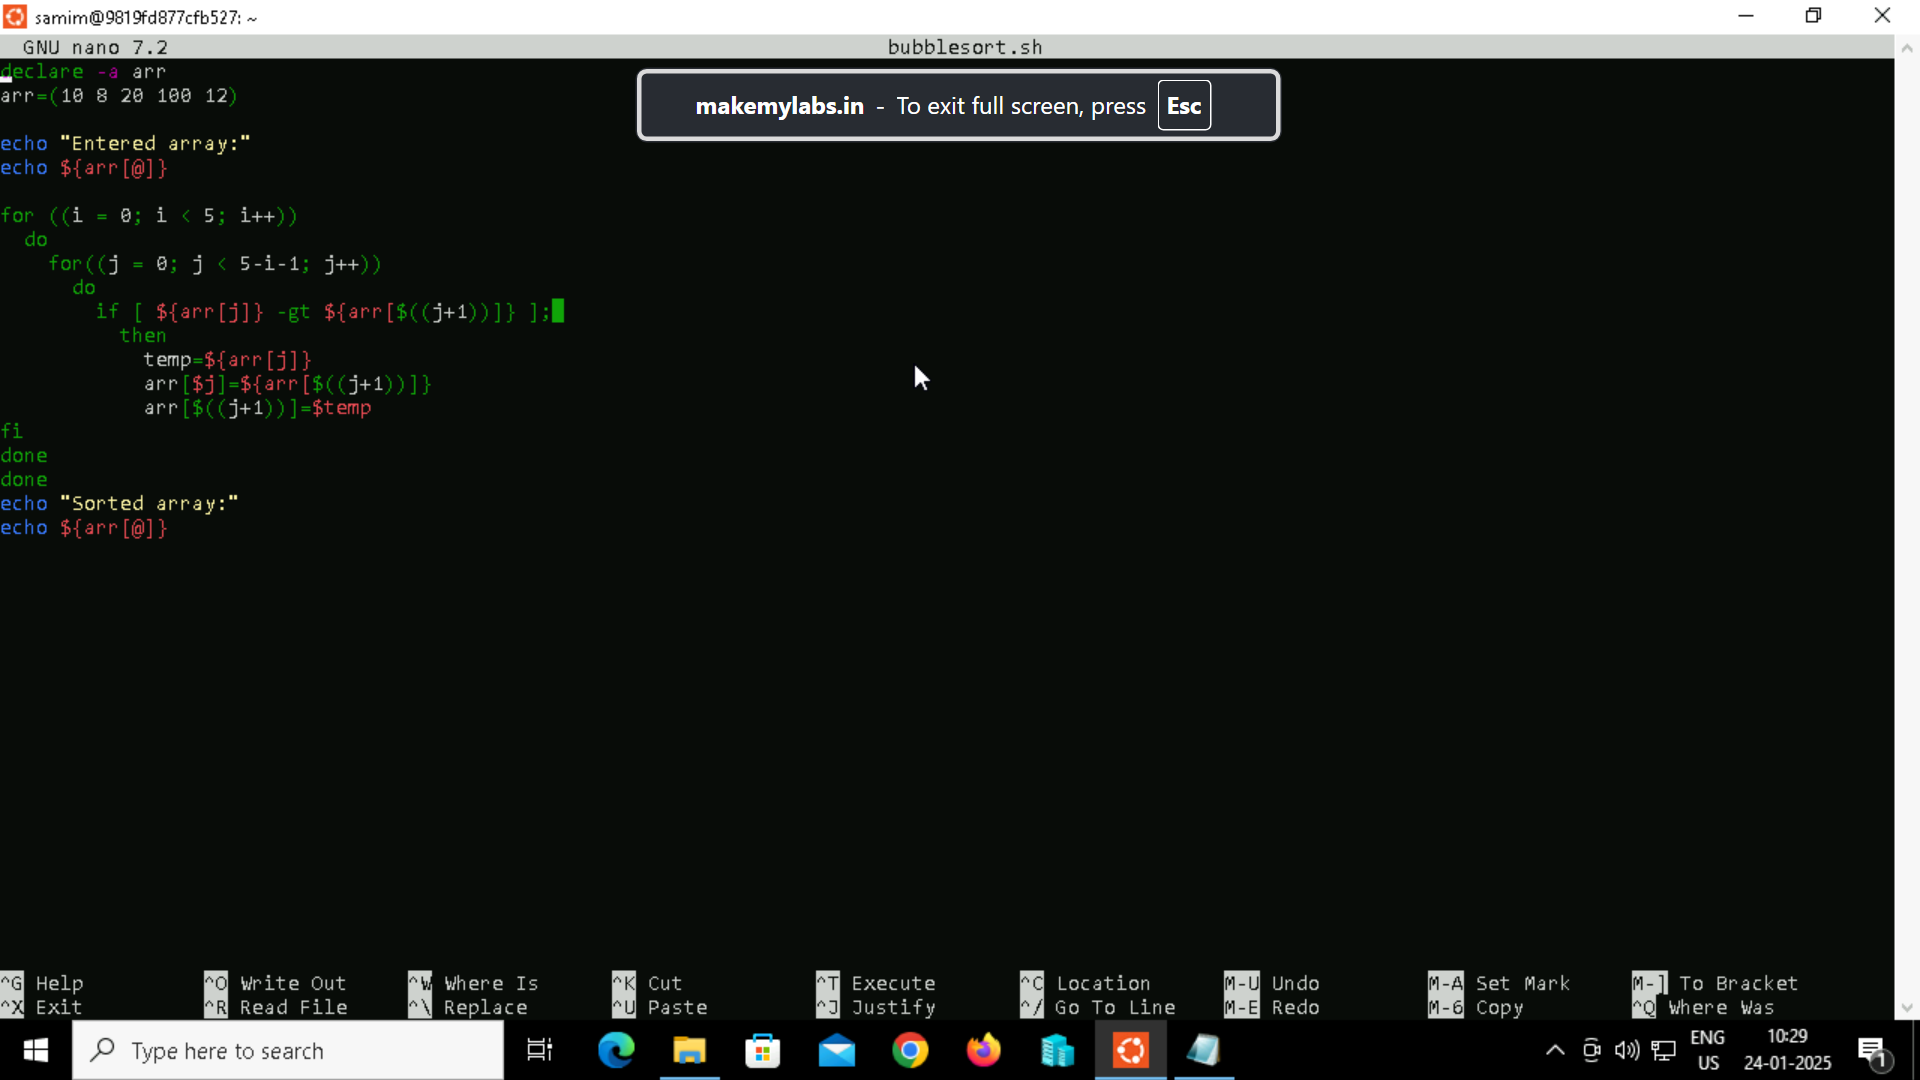 samim@9819fd877cfb527: ~
GNU nano 7.2 bubblesort.sh
declare -a arr
arr=(10 8 20 100 12)
makemylabs.in - To exit full screen, press Esc
echo "Entered array:"
echo ${arr[@]}
for ((i = 0; i < 5; i++))
do
for((j = 0; j < 5-i-1; j++))
do
if [ ${arr[j]} -gt ${arr[$((j+1))]} ];
then
temp=${arr[j]}
arr[$j]=${arr[$((j+1))]}
arr[$((j+1))]=$temp
fi
done
done
echo "Sorted array:"
echo ${arr[@]}
^G Help ^O Write Out ^W Where Is ^K Cut ^T Execute ^C Location M-U Undo M-A Set Mark M-] To Bracket
^X Exit ^R Read File ^\ Replace ^U Paste ^J Justify ^/ Go To Line M-E Redo M-6 Copy ^Q Where Was
Type here to search
ENG
US
10:29
24-01-2025
1